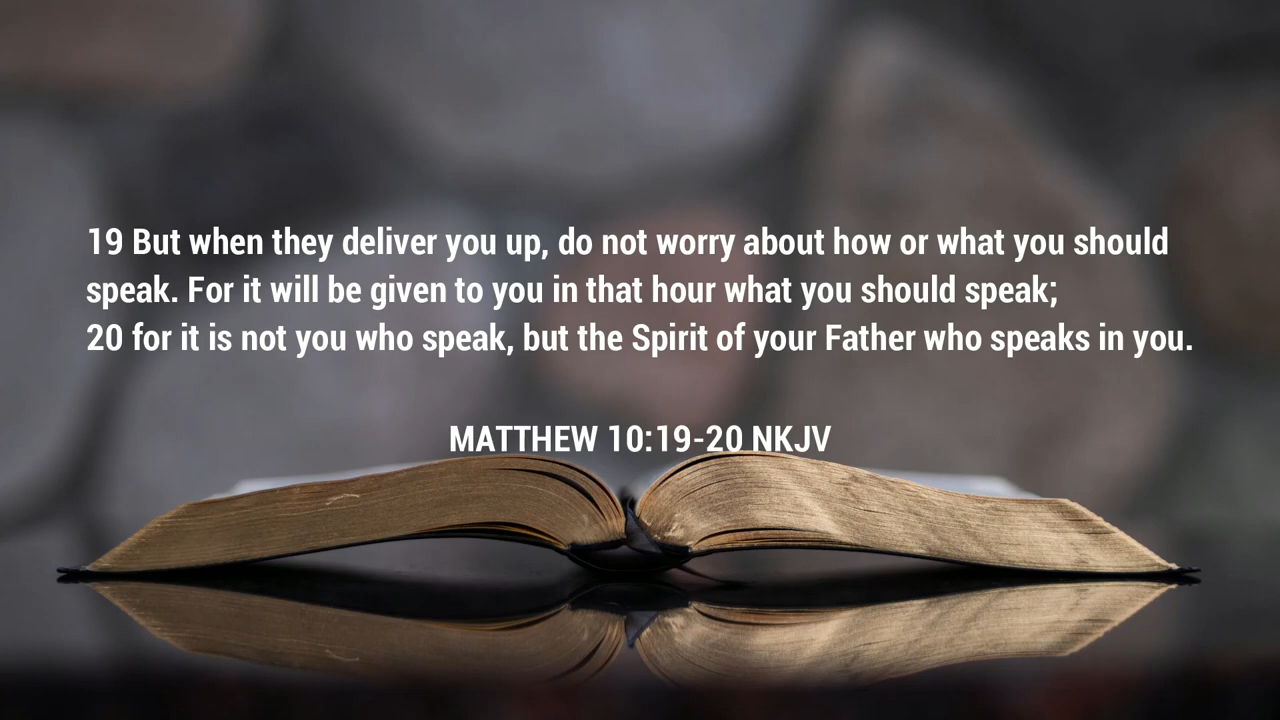 19 But when they deliver you up, do not worry about how or what you should
speak. For it will be given to you in that hour what you should speak;
20 for it is not you who speak, but the Spirit of your Father who speaks in you.
MATTHEW 10:19-20 NKJV